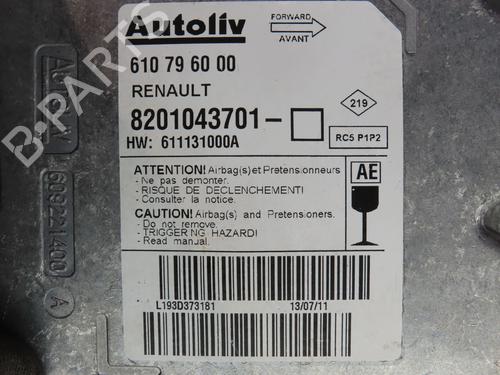 Autoliv
FORWARD
AVANT
610 79 60 00
RENAULT
8201043701-
219
HW: 611131000A
RC5 P1P2
ATTENTION! Airbag(s) et Pretensionneurs
- Ne pas demonter.
- RISQUE DE DECLENCHEMENT!
- Consulter la notice.
AE
CAUTION! Airbag(s) and Pretensioners.
- Do not remove.
- TRIGGERING HAZARD!
- Read manual.
L193D373181
13/07/11
609221400
A
B-PARTS